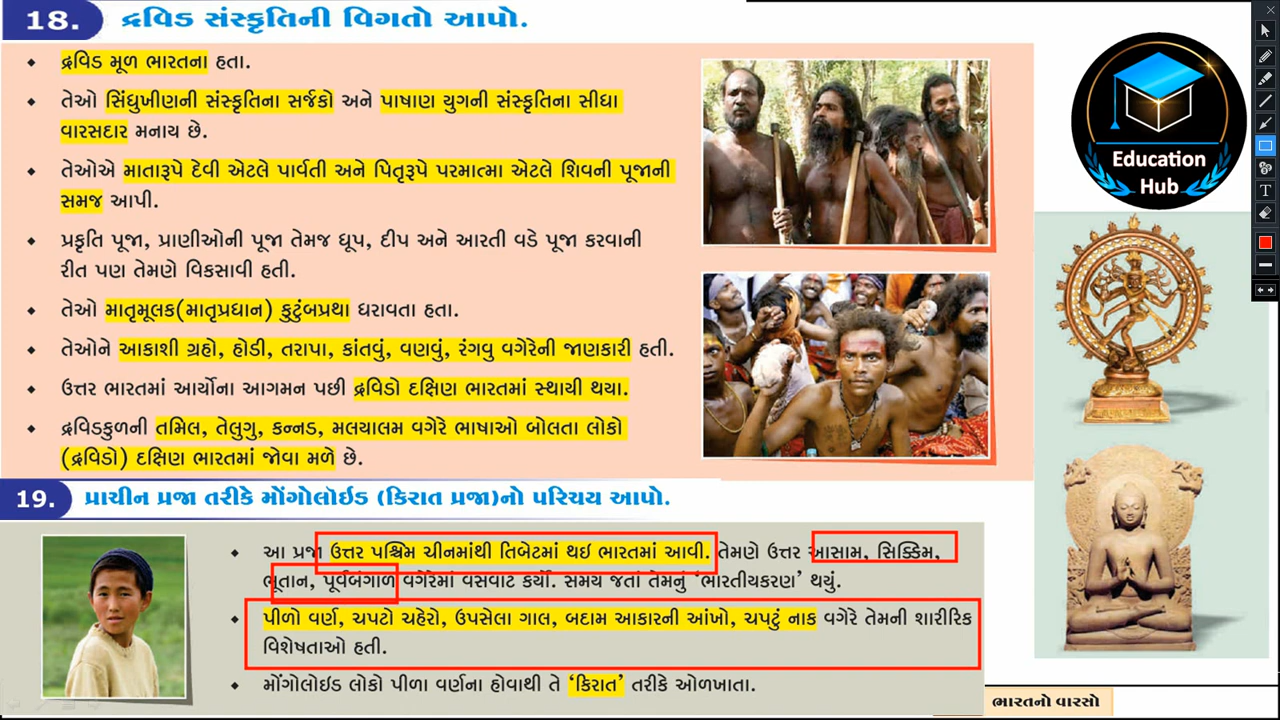 18. દ્રવિડ સંસ્કૃતિની વિગતો આપો.
◆ દ્રવિડ મૂળ ભારતના હતા.
◆ તેઓ સિંધુખીણની સંસ્કૃતિના સર્જકો અને પાષાણ યુગની સંસ્કૃતિના સીધા
વારસદાર મનાય છે.
◆ તેઓએ માતારૂપે દેવી એટલે પાર્વતી અને પિતૃરૂપે પરમાત્મા એટલે શિવની પૂજાની
સમજ આપી.
◆ પ્રકૃતિ પૂજા, પ્રાણીઓની પૂજા તેમજ ધૂપ, દીપ અને આરતી વડે પૂજા કરવાની
રીત પણ તેમણે વિકસાવી હતી.
◆ તેઓ માતૃમૂલક(માતૃપ્રધાન) કુટુંબપ્રથા ધરાવતા હતા.
◆ તેઓને આકાશી ગ્રહો, હોડી, તરાપા, કાંતવું, વણવું, રંગવુ વગેરેની જાણકારી હતી.
◆ ઉત્તર ભારતમાં આર્યોના આગમન પછી દ્રવિડો દક્ષિણ ભારતમાં સ્થાયી થયા.
◆ દ્રવિડકુળની તમિલ, તેલુગુ, કન્નડ, મલયાલમ વગેરે ભાષાઓ બોલતા લોકો
(દ્રવિડો) દક્ષિણ ભારતમાં જોવા મળે છે.
Education
Hub
19. પ્રાચીન પ્રજા તરીકે મોંગોલોઈડ (કિરાત પ્રજા)નો પરિચય આપો.
◆ આ પ્રજા ઉત્તર પશ્ચિમ ચીનમાંથી તિબેટમાં થઇ ભારતમાં આવી. તેમણે ઉત્તર આસામ, સિક્કિમ,
ભૂતાન, પૂર્વબંગાળ વગેરેમાં વસવાટ કર્યો. સમય જતાં તેમનું ‘ભારતીયકરણ’ થયું.
◆ પીળો વર્ણ, ચપટો ચહેરો, ઉપસેલા ગાલ, બદામ આકારની આંખો, ચપટું નાક વગેરે તેમની શારીરિક
વિશેષતાઓ હતી.
◆ મોંગોલોઇડ લોકો પીળા વર્ણના હોવાથી તે ‘કિરાત’ તરીકે ઓળખાતા.
ભારતનો વારસો